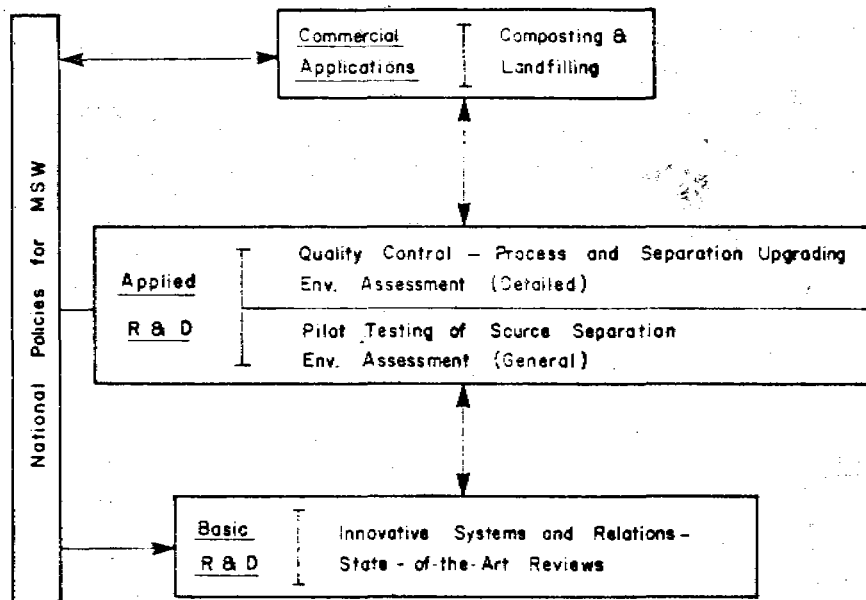 National Policies for MSW
Commercial
Applications
Composting &
Landfilling
Applied
R & D
Quality Control – Process and Separation Upgrading
Env. Assessment (Detailed)
Pilot Testing of Source Separation
Env. Assessment (General)
Basic
R & D
Innovative Systems and Relations –
State - of-the-Art Reviews